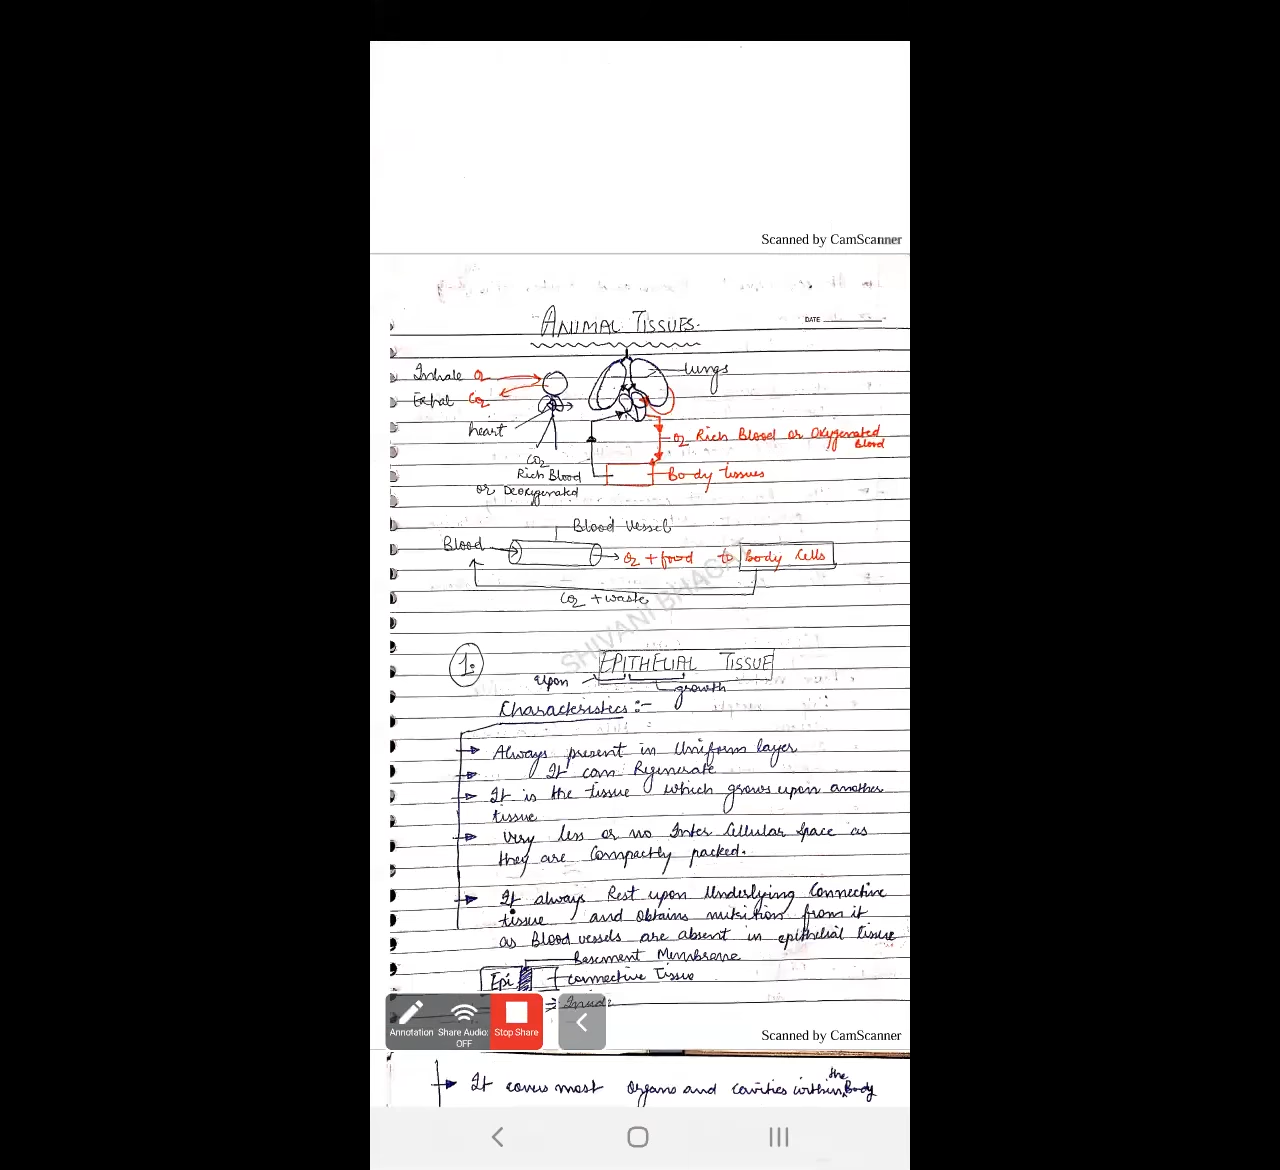 Scanned by CamScanner
ANIMAL TISSUES.
DATE
Inhale O2
Lungs
Exhal CO2
heart
O2 Rich Blood or Oxygenated
Blood
CO2
Rich Blood
or Deoxygenated
Body tissues
Blood Vessel
Blood
O2 + food to Body Cells
CO2 + waste
SHIVANI BHAGAT
1.
EPITHELIAL TISSUE
upon
growth
Characteristics :-
Always present in Uniform layer
It can Regenerate
It is the tissue which grows upon another
tissue
Very less or no Inter Cellular Space as
they are Compactly packed.
It always Rest upon Underlying Connective
tissue and obtains nutrition from it
as Blood vessels are absent in epithelial tissue
Basement Membrane
Epi
Connective Tissue
Annotation
Share Audio:
OFF
Stop Share
Scanned by CamScanner
the
It covers most organs and cavities within Body